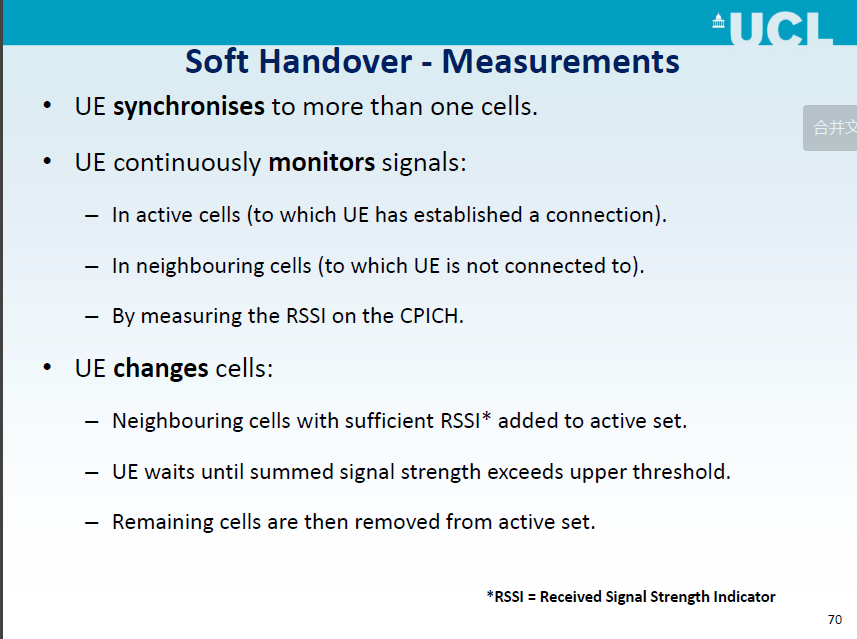 UCL
Soft Handover - Measurements
• UE synchronises to more than one cells.
合并文
• UE continuously monitors signals:
– In active cells (to which UE has established a connection).
– In neighbouring cells (to which UE is not connected to).
– By measuring the RSSI on the CPICH.
• UE changes cells:
– Neighbouring cells with sufficient RSSI* added to active set.
– UE waits until summed signal strength exceeds upper threshold.
– Remaining cells are then removed from active set.
*RSSI = Received Signal Strength Indicator
70